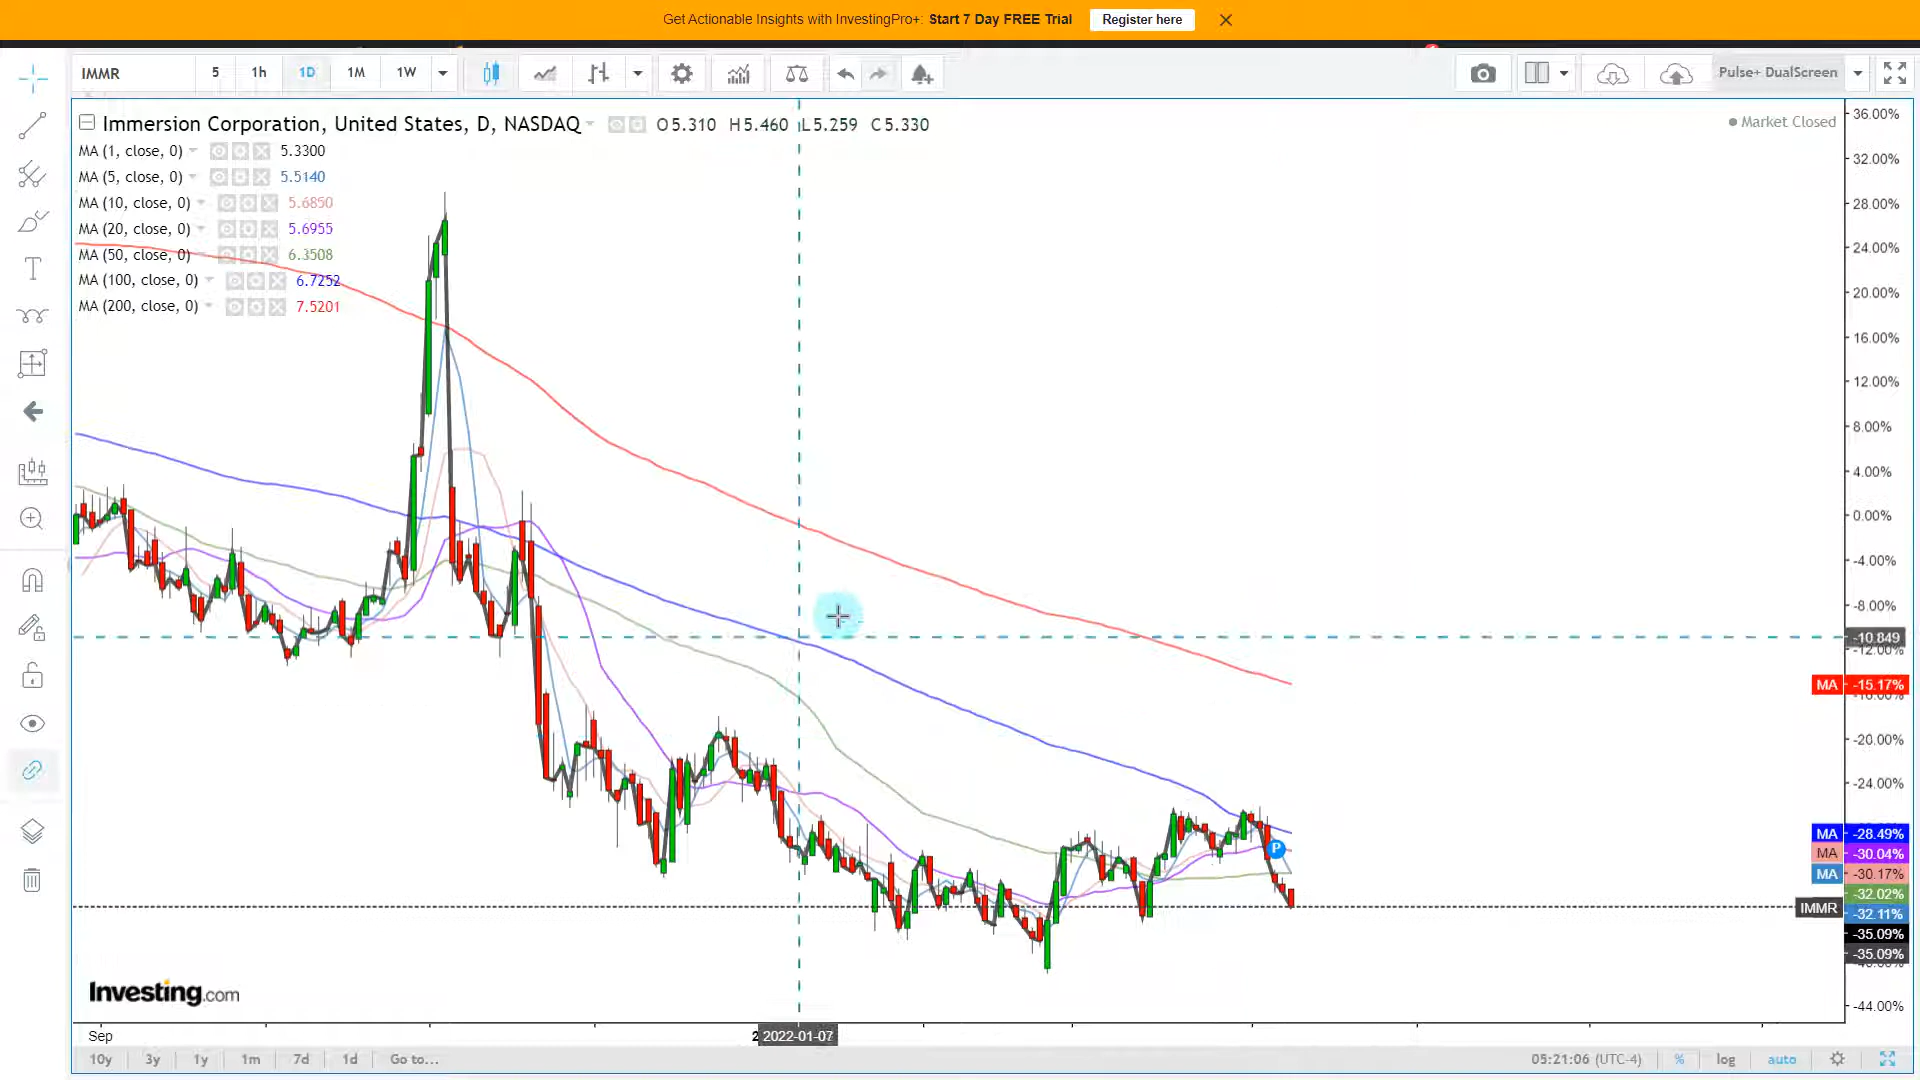 Get Actionable Insights with InvestingPro+: Start 7 Day FREE Trial Register here
IMMR 5 1h 1D 1M 1W Pulse+ DualScreen
Immersion Corporation, United States, D, NASDAQ O5.310 H5.460 L5.259 C5.330
Market Closed
MA (1, close, 0) 5.3300
MA (5, close, 0) 5.5140
MA (10, close, 0) 5.6850
MA (20, close, 0) 5.6955
MA (50, close, 0) 6.3508
MA (100, close, 0) 6.7252
MA (200, close, 0) 7.5201
36.00%
32.00%
28.00%
24.00%
20.00%
16.00%
12.00%
8.00%
4.00%
0.00%
-4.00%
-8.00%
-10.849
-12.00%
MA -15.17%
-20.00%
-24.00%
MA -28.49%
MA -30.04%
MA -30.17%
-32.02%
-32.11%
IMMR
-35.09%
-35.09%
-44.00%
P
Investing.com
Sep 2022-01-07
10y 3y 1y 1m 7d 1d Go to... 05:21:06 (UTC-4) % log auto